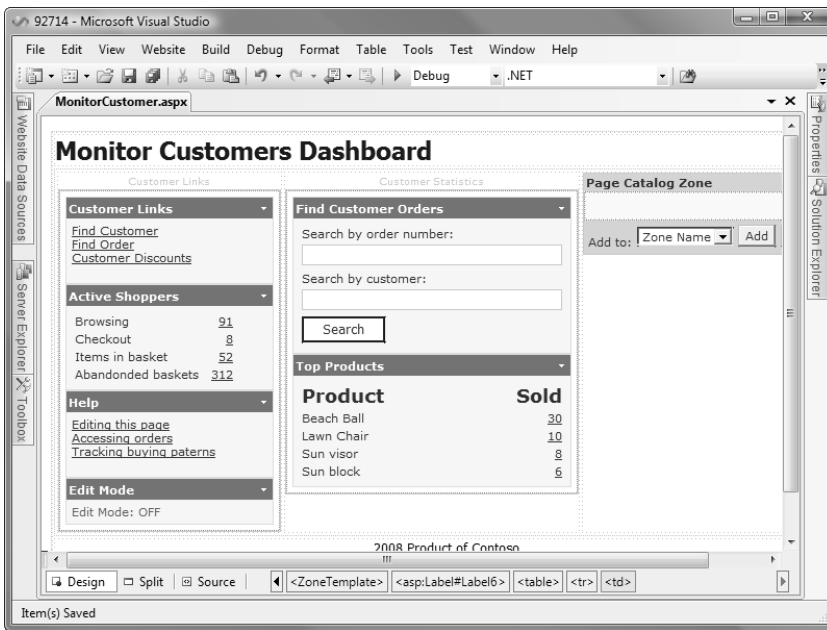 92714 - Microsoft Visual Studio
File Edit View Website Build Debug Format Table Tools Test Window Help
Debug .NET
MonitorCustomer.aspx
Website Data Sources
Server Explorer
Toolbox
Properties
Solution Explorer
Monitor Customers Dashboard
Customer Links
Customer Links
Find Customer
Find Order
Customer Discounts
Active Shoppers
Browsing 91
Checkout 8
Items in basket 52
Abandonded baskets 312
Help
Editing this page
Accessing orders
Tracking buying paterns
Edit Mode
Edit Mode: OFF
Customer Statistics
Find Customer Orders
Search by order number:
Search by customer:
Search
Top Products
Product Sold
Beach Ball 30
Lawn Chair 10
Sun visor 8
Sun block 6
Page Catalog Zone
Add to: Zone Name Add
2008 Product of Contoso
Design Split Source <ZoneTemplate> <asp:Label#Label6> <table> <tr> <td>
Item(s) Saved